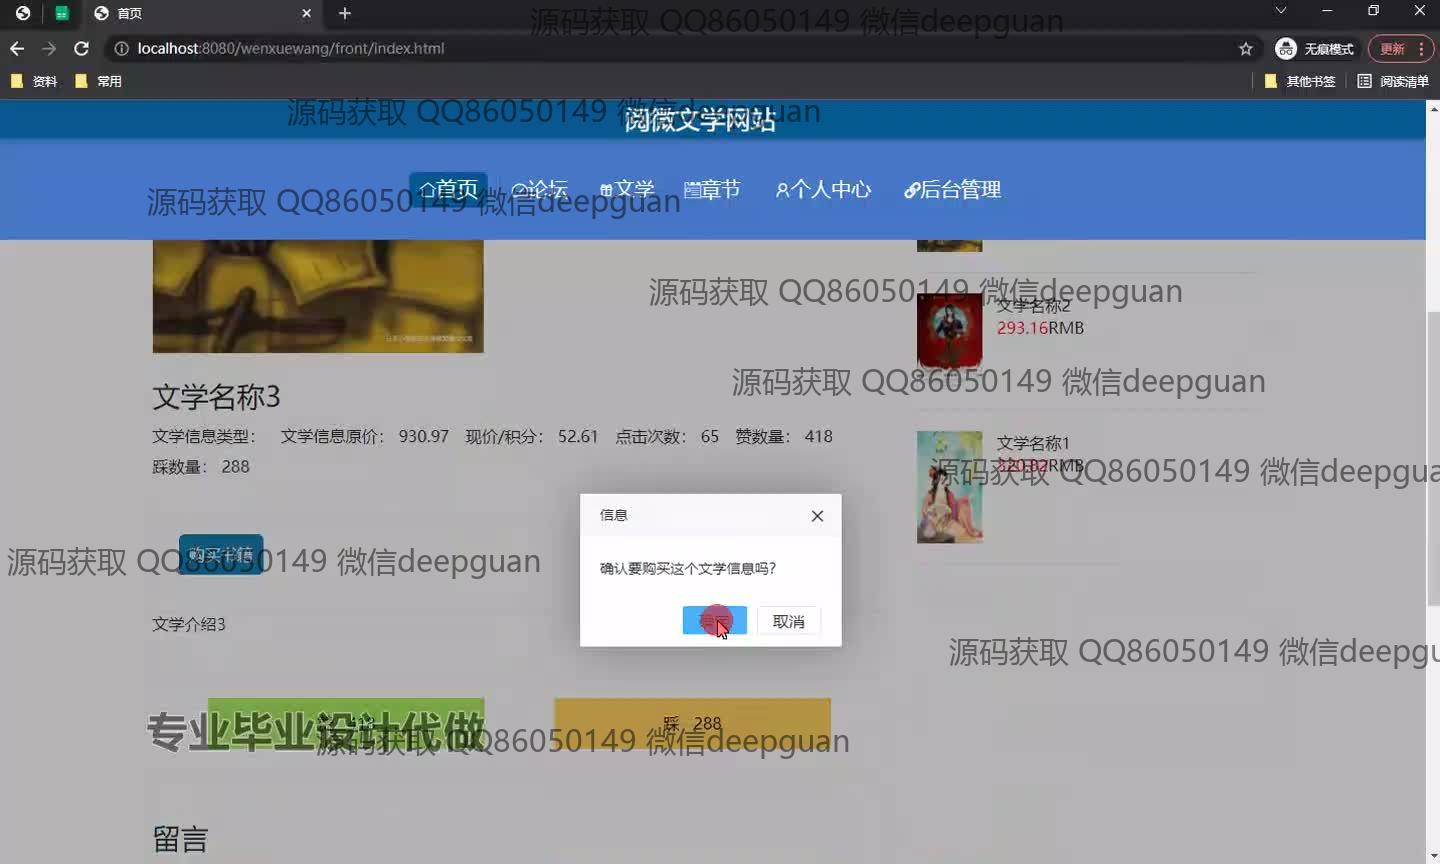 首页
源码获取 QQ86050149 微信deepguan
localhost:8080/wenxuewang/front/index.html
无痕模式
更新
资料
常用
其他书签
阅读清单
源码获取 QQ86050149 微信deepguan
阅微文学网站
首页
论坛
文学
章节
个人中心
后台管理
源码获取 QQ86050149 微信deepguan
源码获取 QQ86050149 微信deepguan
文学名称2
293.16RMB
源码获取 QQ86050149 微信deepguan
文学名称3
文学信息类型： 文学信息原价： 930.97 现价/积分： 52.61 点击次数： 65 赞数量： 418
踩数量： 288
文学名称1
320.82RMB
源码获取 QQ86050149 微信deepgua
信息
购买书籍
源码获取 QQ86050149 微信deepguan
确认要购买这个文学信息吗?
取消
文学介绍3
源码获取 QQ86050149 微信deepgu
专业毕业设计代做
踩 288
源码获取 QQ86050149 微信deepguan
留言